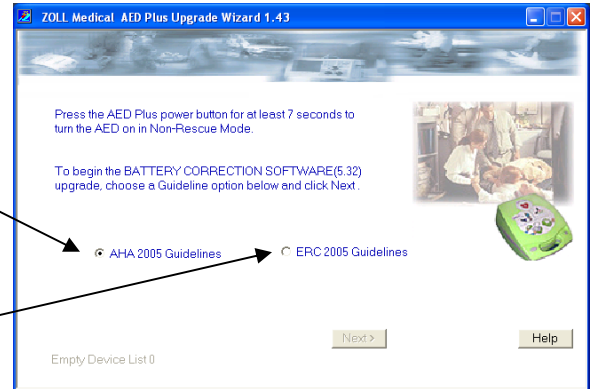 ZOLL Medical AED Plus Upgrade Wizard 1.43
Press the AED Plus power button for at least 7 seconds to
turn the AED on in Non-Rescue Mode.
To begin the BATTERY CORRECTION SOFTWARE(5.32)
upgrade, choose a Guideline option below and click Next .
AHA 2005 Guidelines
ERC 2005 Guidelines
Next >
Help
Empty Device List 0